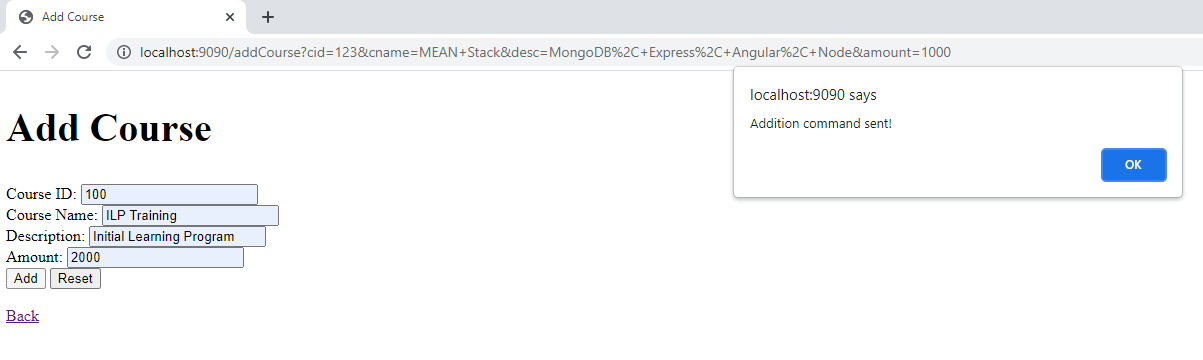 Add Course
localhost:9090/addCourse?cid=123&cname=MEAN+Stack&desc=MongoDB%2C+Express%2C+Angular%2C+Node&amount=1000
localhost:9090 says
Addition command sent!
OK
Add Course
Course ID: 100
Course Name: ILP Training
Description: Initial Learning Program
Amount: 2000
Add Reset
Back